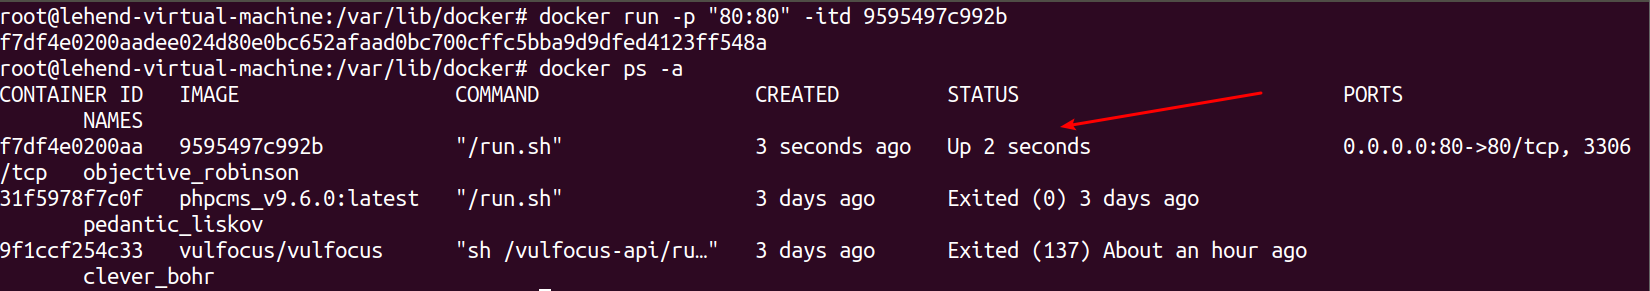 root@lehend-virtual-machine:/var/lib/docker# docker run -p "80:80" -itd 9595497c992b
f7df4e0200aadee024d80e0bc652afaad0bc700cffc5bba9d9dfed4123ff548a
root@lehend-virtual-machine:/var/lib/docker# docker ps -a
CONTAINER ID   IMAGE                  COMMAND                  CREATED         STATUS                           PORTS
       NAMES
f7df4e0200aa   9595497c992b           "/run.sh"                3 seconds ago   Up 2 seconds                     0.0.0.0:80->80/tcp, 3306
/tcp   objective_robinson
31f5978f7c0f   phpcms_v9.6.0:latest   "/run.sh"                3 days ago      Exited (0) 3 days ago
       pedantic_liskov
9f1ccf254c33   vulfocus/vulfocus      "sh /vulfocus-api/ru…"   3 days ago      Exited (137) About an hour ago
       clever_bohr